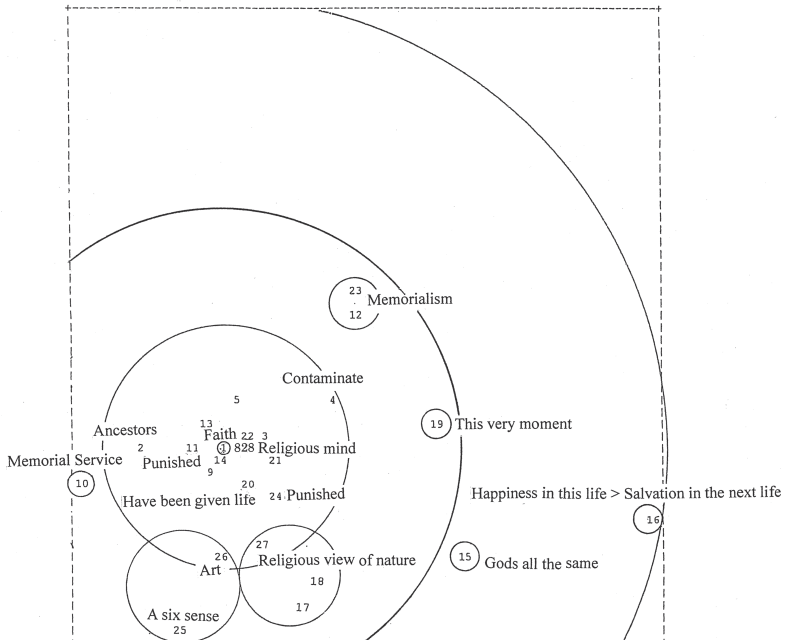 23
Memorialism
12
Contaminate
5
4
13
This very moment
19
Ancestors
Faith 22 3
2
11
1 828 Religious mind
Memorial Service
Punished 14
21
9
10
20
Have been given life
24 Punished
Happiness in this life > Salvation in the next life
16
27
26
15
Religious view of nature
Gods all the same
Art
18
17
A six sense
25